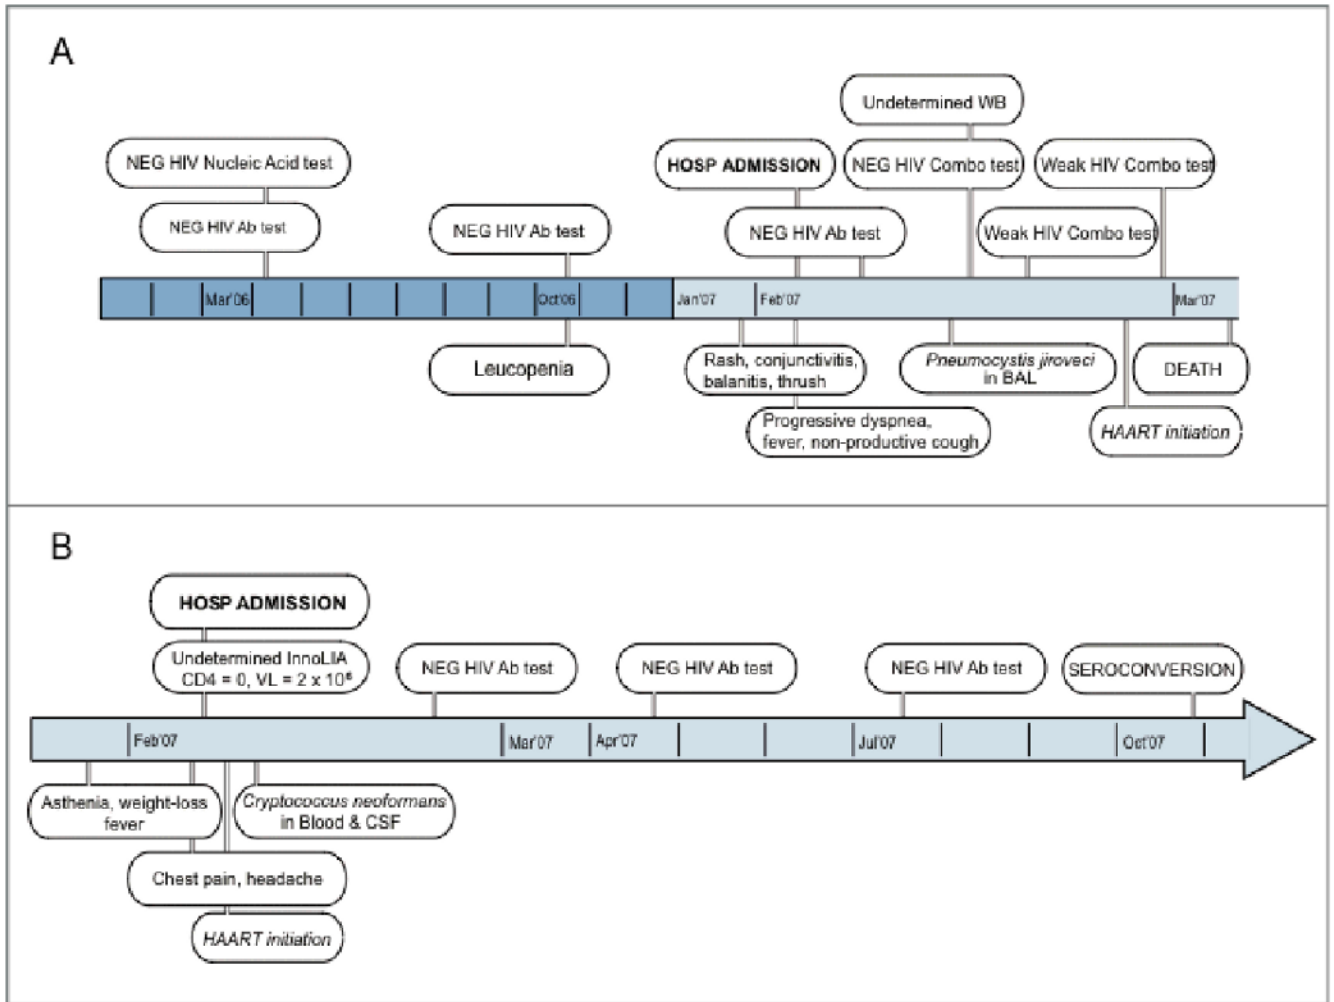 A
Undetermined WB
NEG HIV Nucleic Acid test
HOSP ADMISSION
NEG HIV Combo test
Weak HIV Combo test
NEG HIV Ab test
NEG HIV Ab test
NEG HIV Ab test
Weak HIV Combo test
Mar'06
Oct'06
Jan'07
Feb'07
Mar'07
Leucopenia
Rash, conjunctivitis,
balanitis, thrush
Pneumocystis jiroveci
in BAL
DEATH
Progressive dyspnea,
fever, non-productive cough
HAART initiation
B
HOSP ADMISSION
Undetermined InnoLIA
CD4 = 0, VL = 2 x 10⁶
NEG HIV Ab test
NEG HIV Ab test
NEG HIV Ab test
SEROCONVERSION
Feb'07
Mar'07
Apr'07
Jul'07
Oct'07
Asthenia, weight-loss
fever
Cryptococcus neoformans
in Blood & CSF
Chest pain, headache
HAART initiation